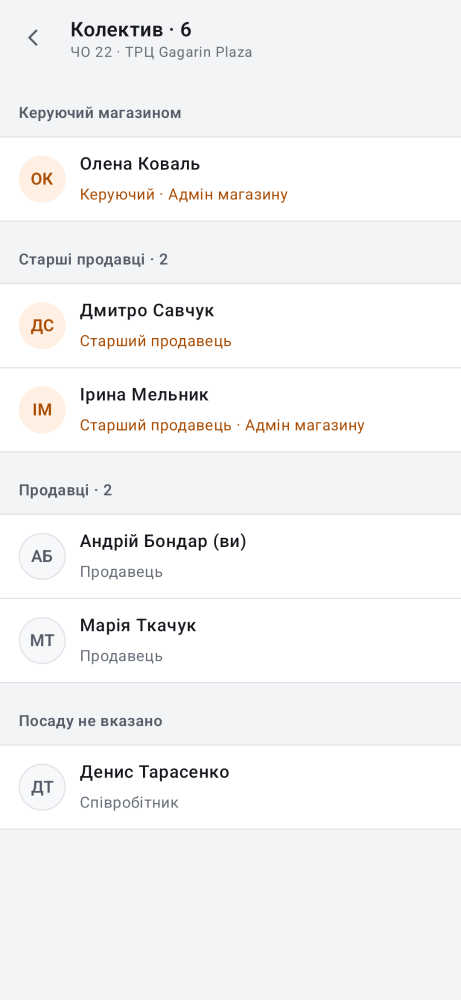 Колектив · 6
ЧО 22 · ТРЦ Gagarin Plaza
Керуючий магазином
ОК
Олена Коваль
Керуючий · Адмін магазину
Старші продавці · 2
ДС
Дмитро Савчук
Старший продавець
ІМ
Ірина Мельник
Старший продавець · Адмін магазину
Продавці · 2
АБ
Андрій Бондар (ви)
Продавець
МТ
Марія Ткачук
Продавець
Посаду не вказано
ДТ
Денис Тарасенко
Співробітник